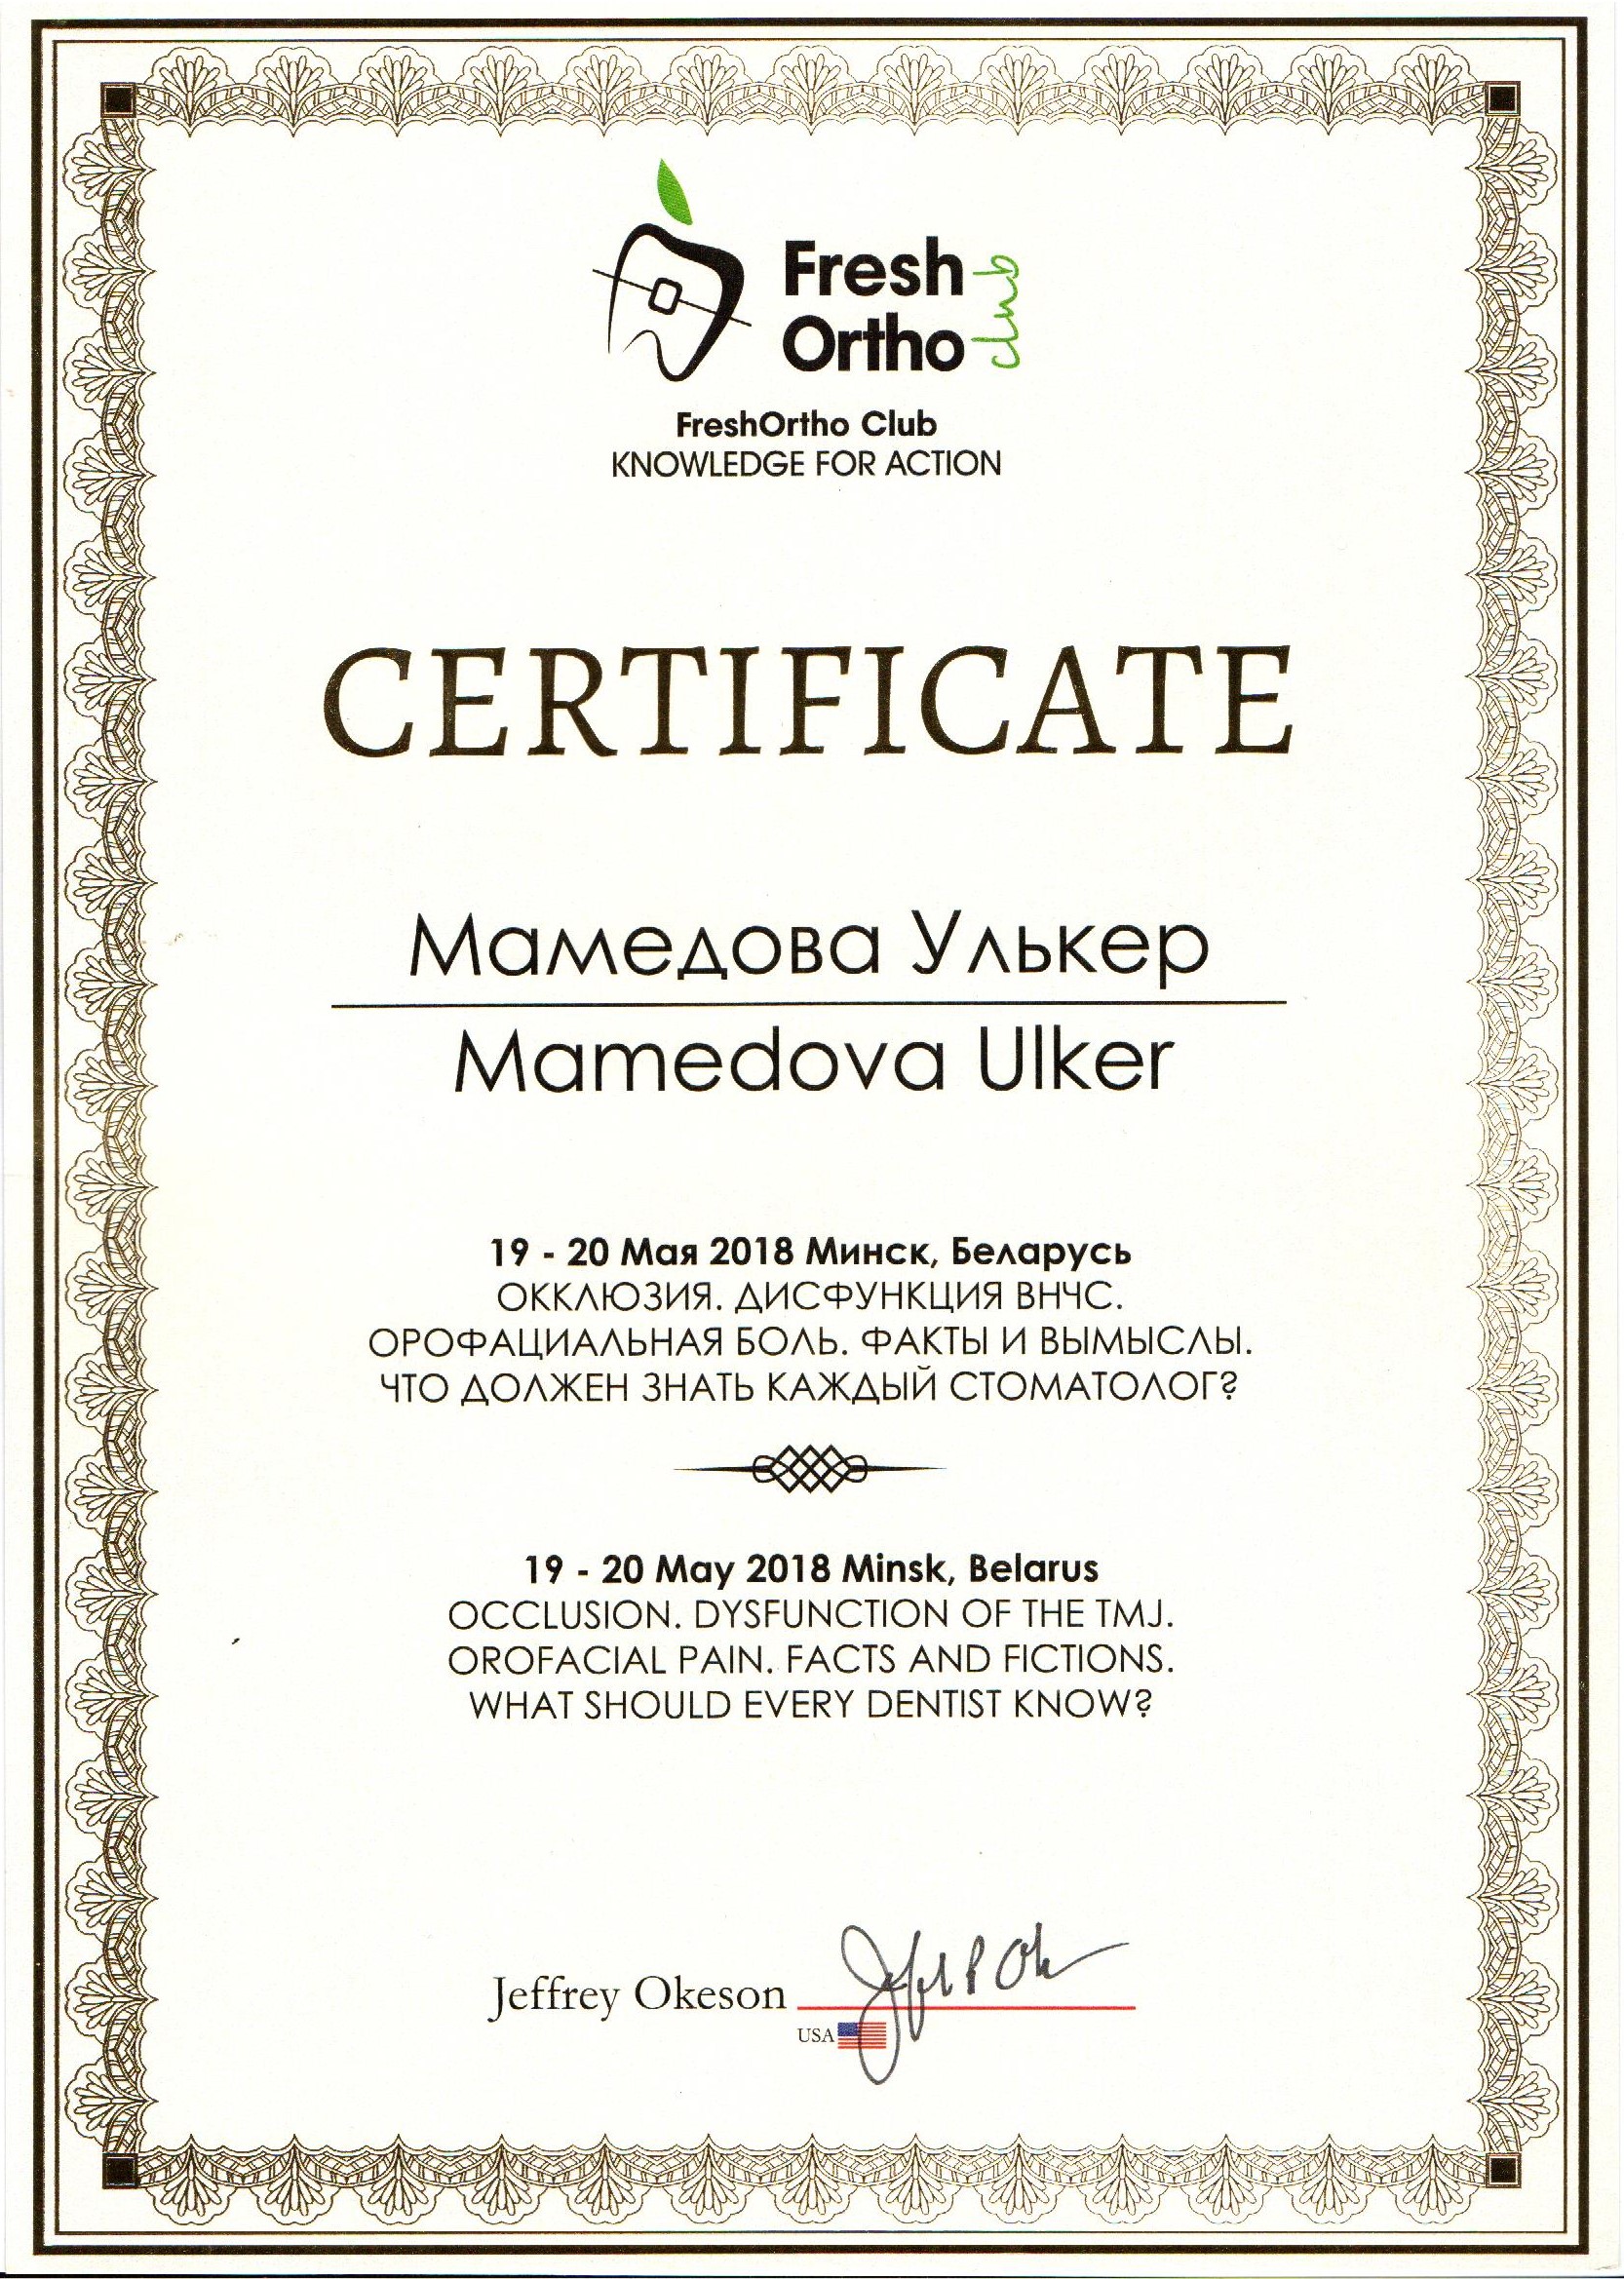 Fresh
Ortho
club
FreshOrtho Club
KNOWLEDGE FOR ACTION
CERTIFICATE
Мамедова Улькер
Mamedova Ulker
19 - 20 Мая 2018 Минск, Беларусь
ОККЛЮЗИЯ. ДИСФУНКЦИЯ ВНЧС.
ОРОФАЦИАЛЬНАЯ БОЛЬ. ФАКТЫ И ВЫМЫСЛЫ.
ЧТО ДОЛЖЕН ЗНАТЬ КАЖДЫЙ СТОМАТОЛОГ?
19 - 20 May 2018 Minsk, Belarus
OCCLUSION. DYSFUNCTION OF THE TMJ.
OROFACIAL PAIN. FACTS AND FICTIONS.
WHAT SHOULD EVERY DENTIST KNOW?
Jeffrey Okeson
USA